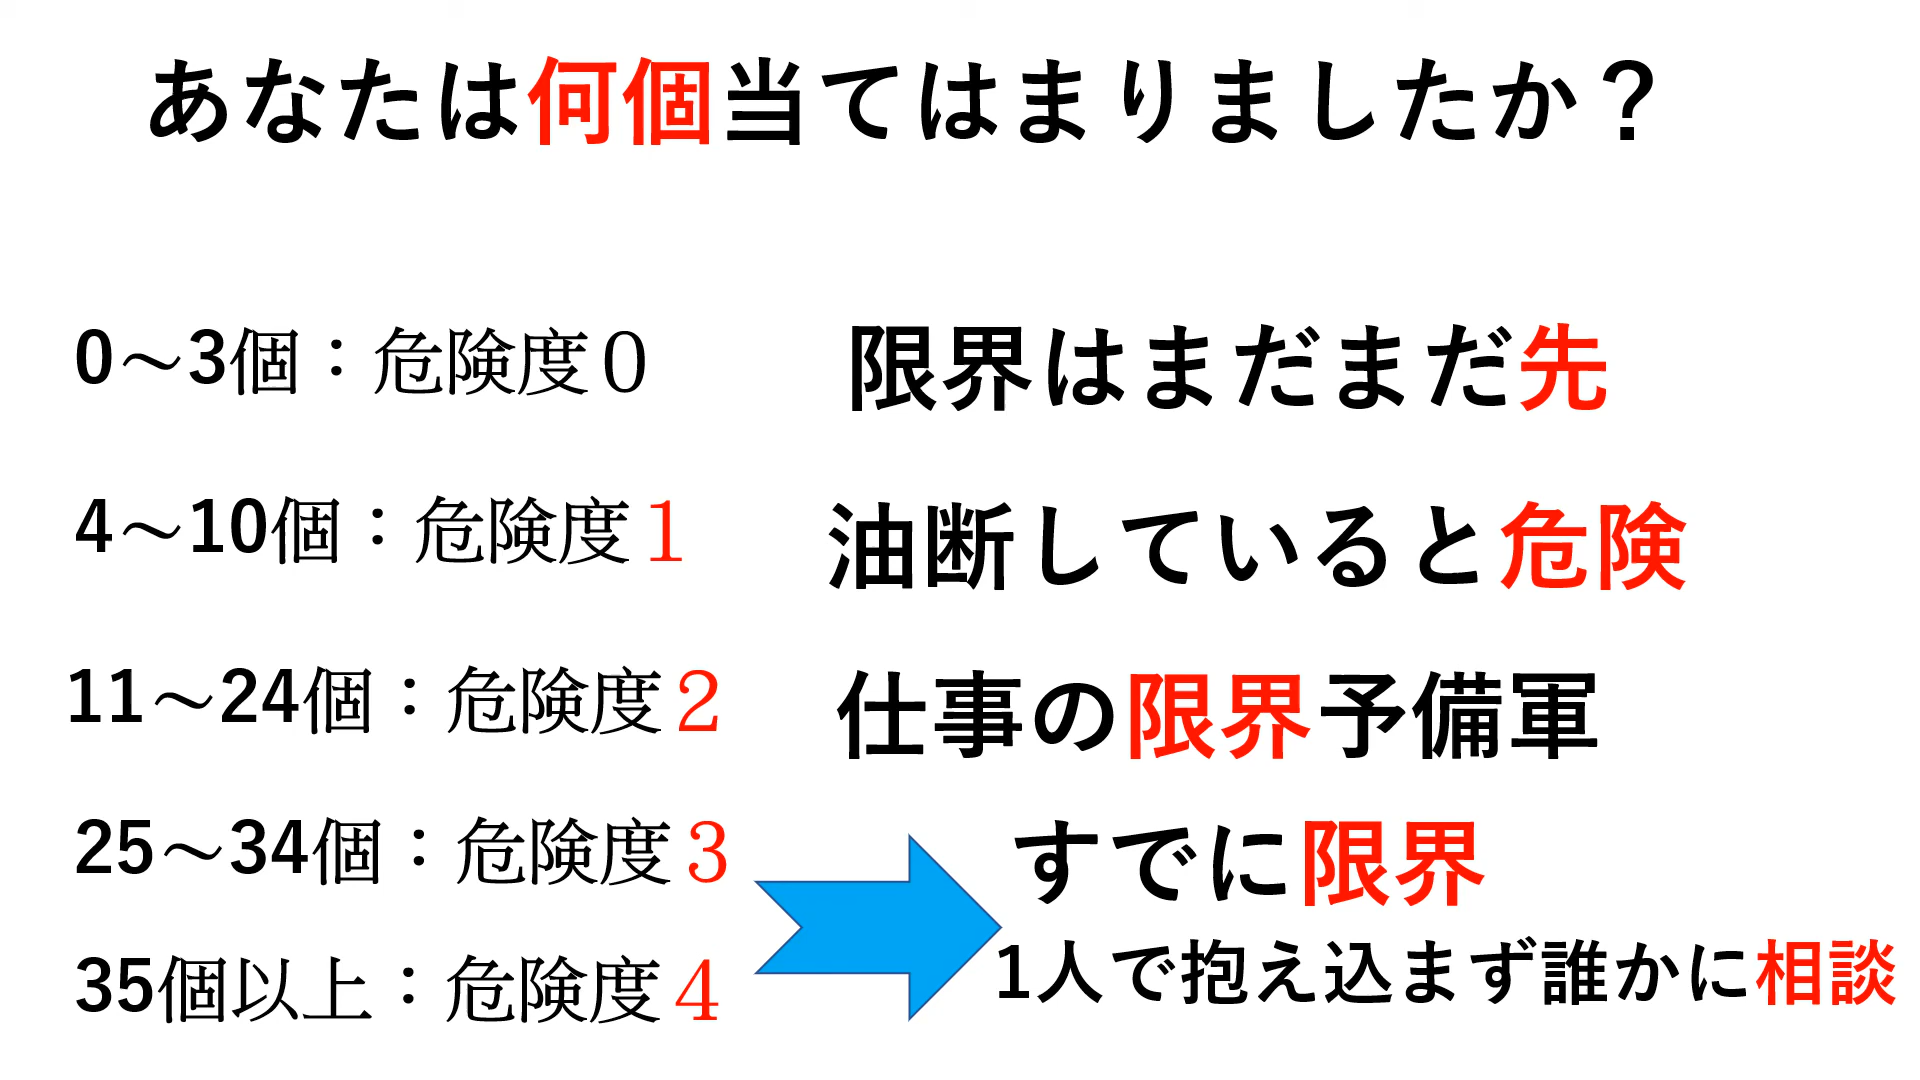 あなたは何個当てはまりましたか？
0～3個：危険度０ 限界はまだまだ先
4～10個：危険度１ 油断していると危険
11～24個：危険度２ 仕事の限界予備軍
25～34個：危険度３ すでに限界
35個以上：危険度４ 1人で抱え込まず誰かに相談